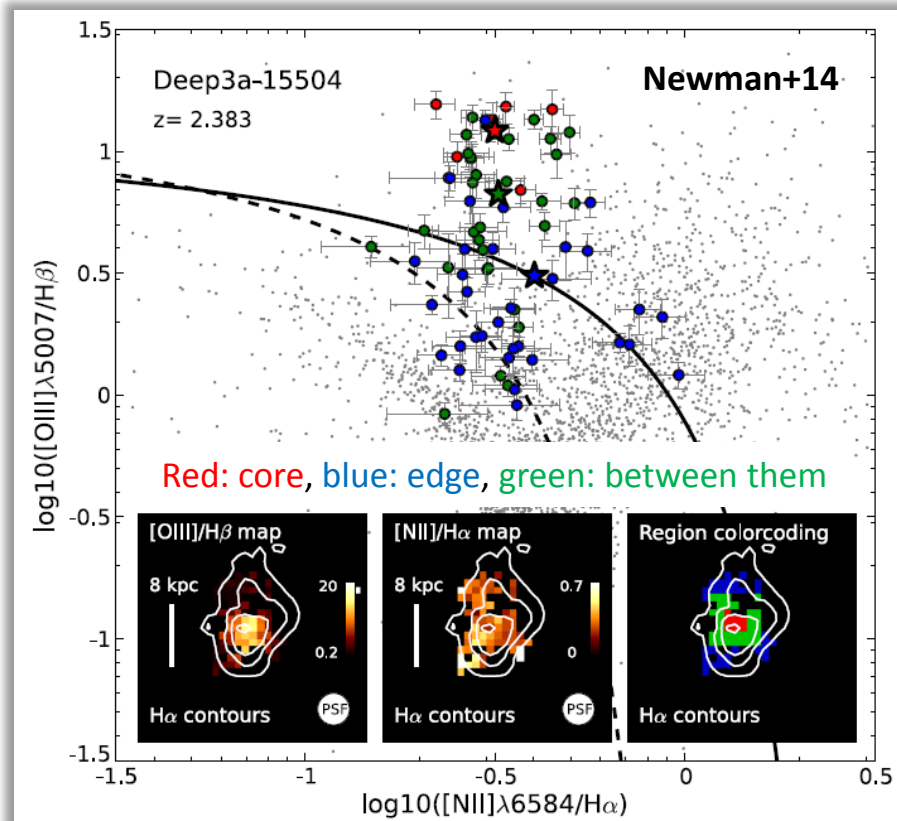 1.5
Deep3a-15504
Newman+14
z= 2.383
1
0.5
0
log10([OIII]λ5007/Hβ)
Red: core, blue: edge, green: between them
-0.5
[OIII]/Hβ map
[NII]/Hα map
Region colorcoding
8 kpc
20
8 kpc
0.7
-1
0.2
0
PSF
PSF
Hα contours
Hα contours
Hα contours
-1.5
-1.5
-1
-0.5
0
0.5
log10([NII]λ6584/Hα)